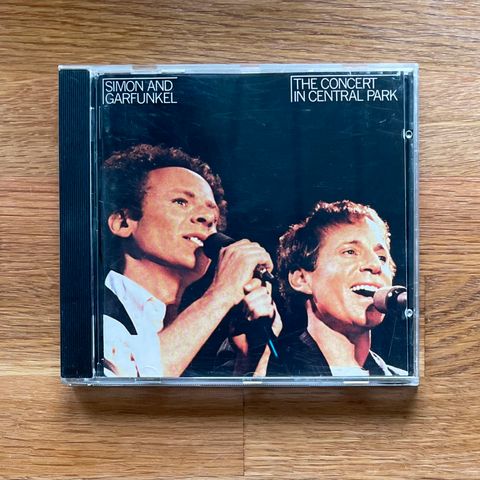 SIMON AND
GARFUNKEL
THE CONCERT
IN CENTRAL PARK